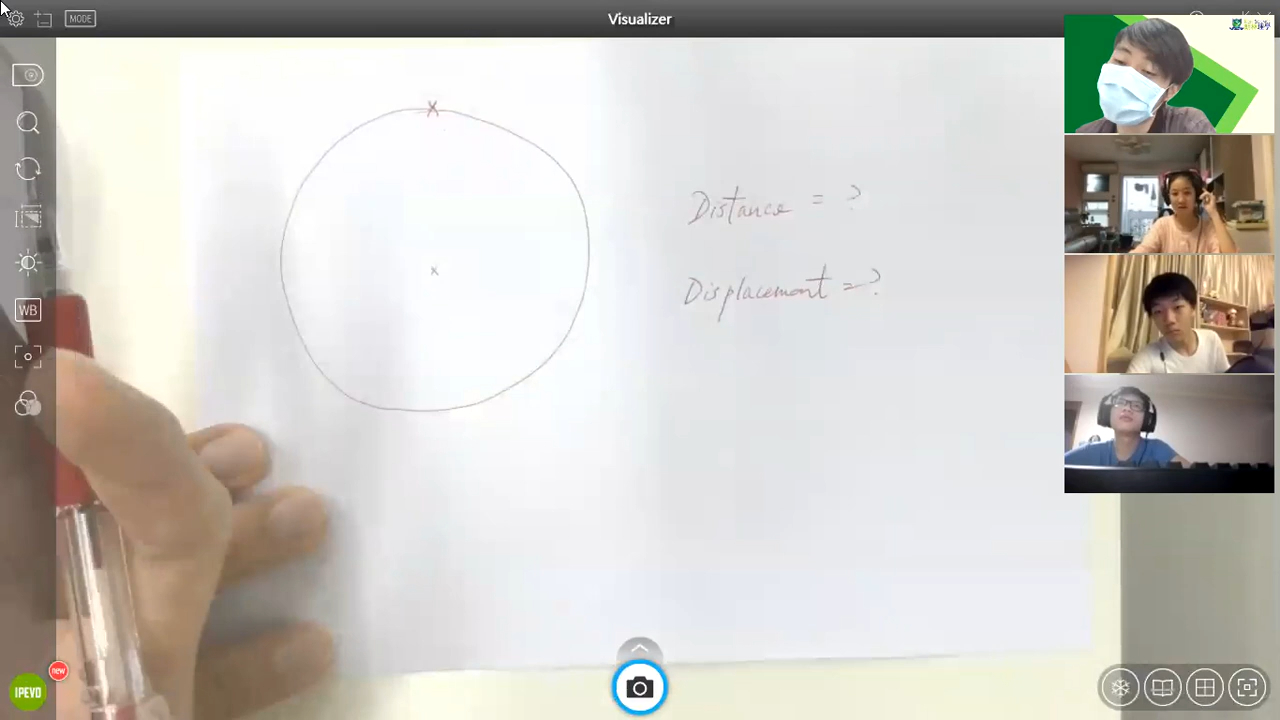 MODE
Visualizer
x
Distance = ?
x
Displacement = ?
WB
new
IPEVO